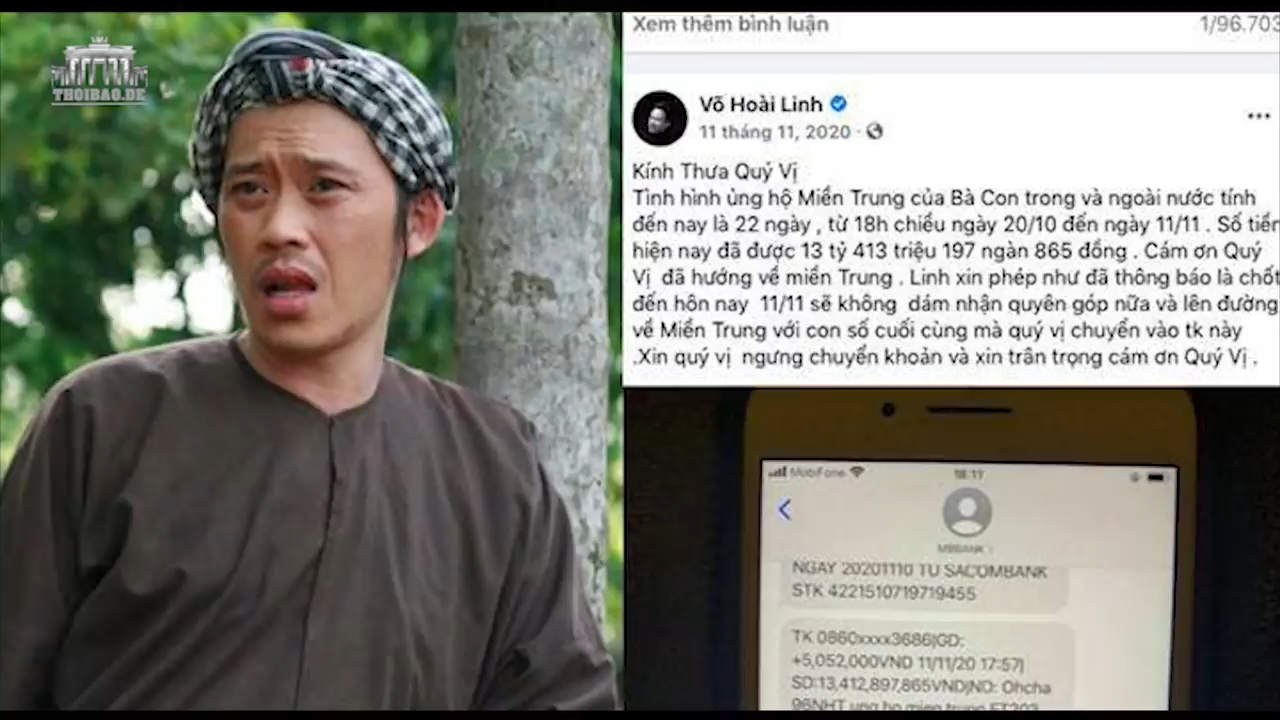 THOIBAO.DE
Xem thêm bình luận
1/96.703
Võ Hoài Linh
11 tháng 11, 2020 ·
Kính Thưa Quý Vị
Tình hình ủng hộ Miền Trung của Bà Con trong và ngoài nước tính
đến nay là 22 ngày , từ 18h chiều ngày 20/10 đến ngày 11/11 . Số tiền
hiện nay đã được 13 tỷ 413 triệu 197 ngàn 865 đồng . Cám ơn Quý
Vị đã hướng về miền Trung . Linh xin phép như đã thông báo là chốt
đến hôn nay 11/11 sẽ không dám nhận quyên góp nữa và lên đường
về Miền Trung với con số cuối cùng mà quý vị chuyển vào tk này
.Xin quý vị ngưng chuyển khoản và xin trân trọng cám ơn Quý Vị .
MobiFone
18:11
MBBANK
NGAY 20201110 TU SACOMBANK
STK 4221510719719455
TK 0860xxxx3686|GD:
+5,052,000VND 11/11/20 17:57|
SD:13,412,897,865VND|ND: Ohcha
96NHT ung ho mien trung FT203